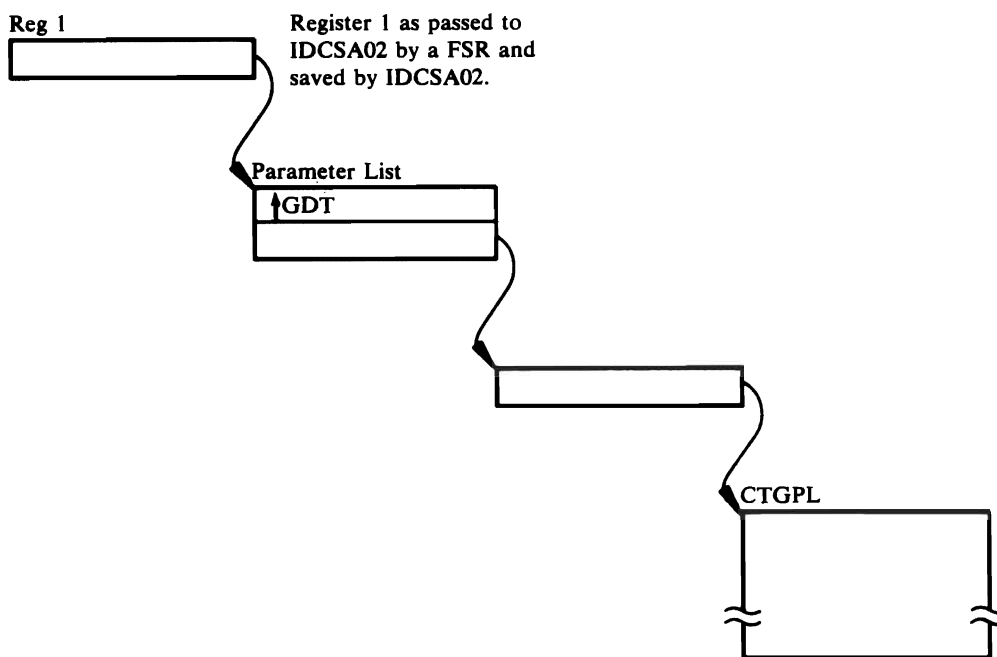 Reg 1
Register 1 as passed to
IDCSA02 by a FSR and
saved by IDCSA02.
Parameter List
GDT
CTGPL